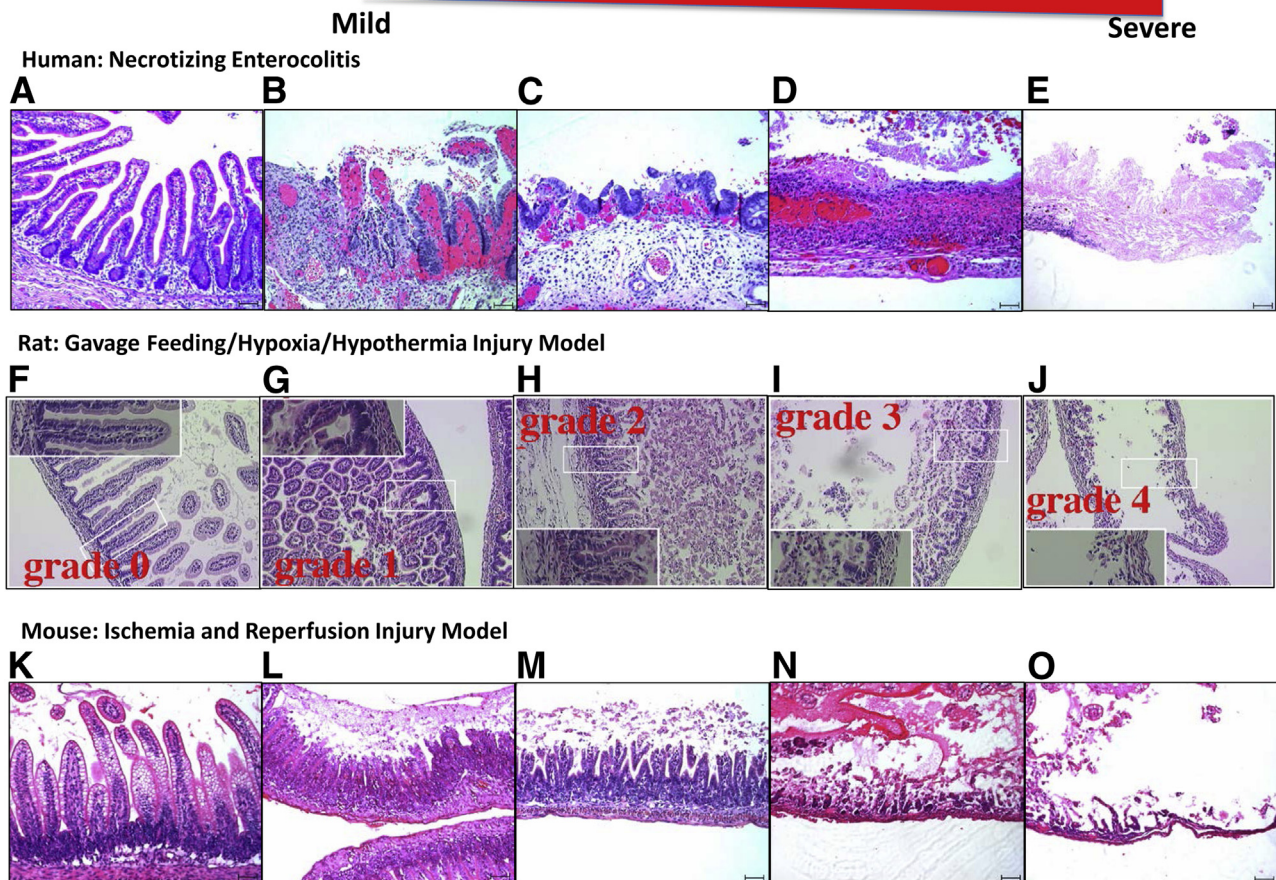 Mild
Severe
Human: Necrotizing Enterocolitis
A B C D E
Rat: Gavage Feeding/Hypoxia/Hypothermia Injury Model
F G H I J
grade 0
grade 1
grade 2
grade 3
grade 4
Mouse: Ischemia and Reperfusion Injury Model
K L M N O